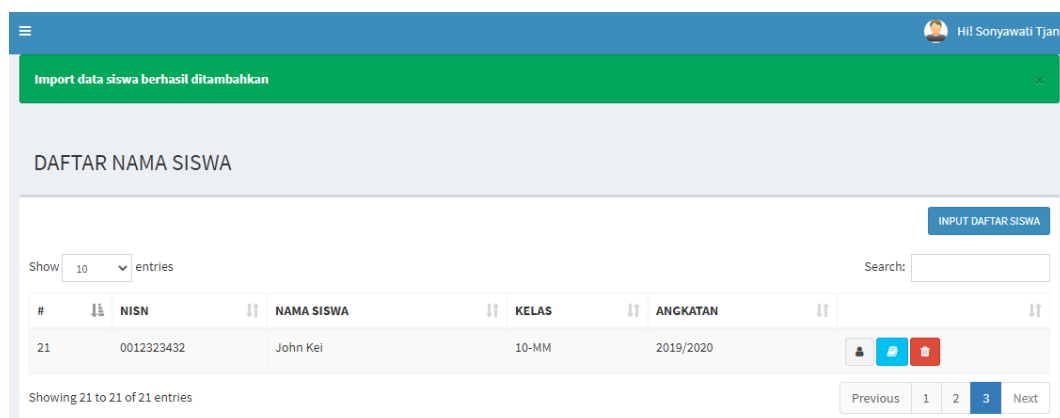 Hi! Sonyawati Tjan
Import data siswa berhasil ditambahkan ×
DAFTAR NAMA SISWA
INPUT DAFTAR SISWA
Show 10 entries Search:
# NISN NAMA SISWA KELAS ANGKATAN
21 0012323432 John Kei 10-MM 2019/2020
Showing 21 to 21 of 21 entries Previous 1 2 3 Next